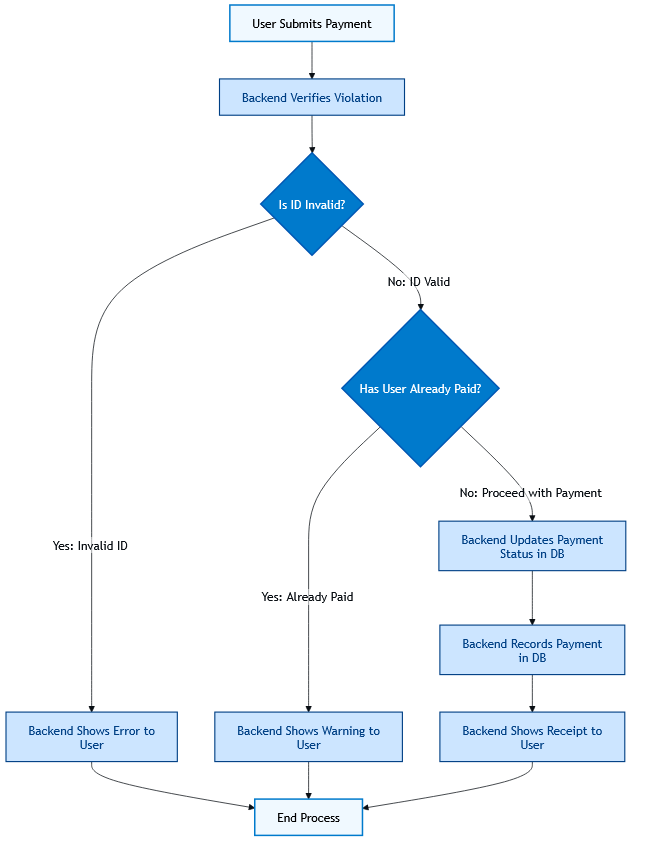 User Submits Payment
Backend Verifies Violation
Is ID Invalid?
No: ID Valid
Has User Already Paid?
No: Proceed with Payment
Backend Updates Payment
Status in DB
Yes: Invalid ID
Yes: Already Paid
Backend Records Payment
in DB
Backend Shows Error to
User
Backend Shows Warning to
User
Backend Shows Receipt to
User
End Process